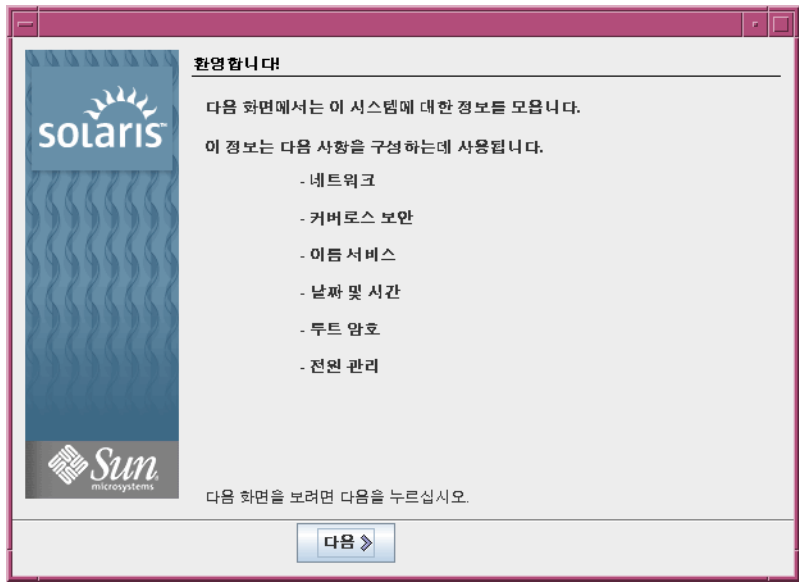 환영합니다!
solaris™
다음 화면에서는 이 시스템에 대한 정보를 모읍니다.
이 정보는 다음 사항을 구성하는데 사용됩니다.
- 네트워크
- 커버로스 보안
- 이름 서비스
- 날짜 및 시간
- 루트 암호
- 전원 관리
Sun
microsystems
다음 화면을 보려면 다음을 누르십시오.
다음